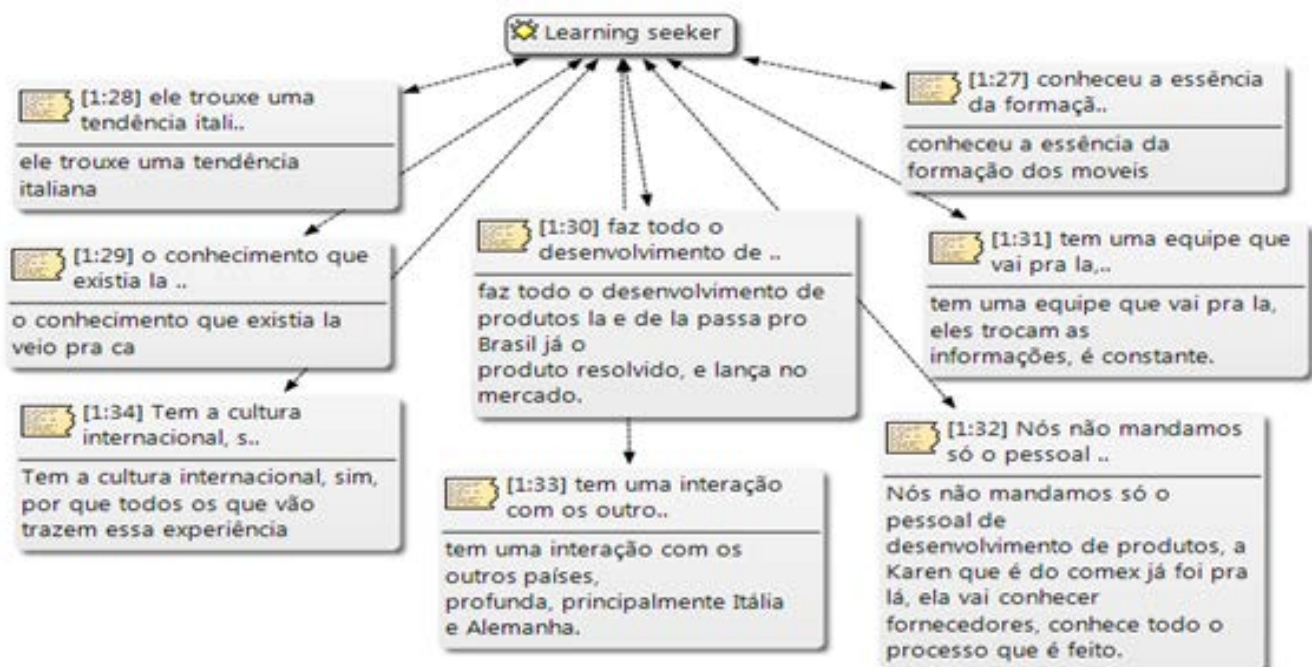 Learning seeker
[1:28] ele trouxe uma
tendência itali..
ele trouxe uma tendência
italiana
[1:27] conheceu a essência
da formaçã..
conheceu a essência da
formação dos moveis
[1:29] o conhecimento que
existia la ..
o conhecimento que existia la
veio pra ca
[1:30] faz todo o
desenvolvimento de ..
faz todo o desenvolvimento de
produtos la e de la passa pro
Brasil já o
produto resolvido, e lança no
mercado.
[1:31] tem uma equipe que
vai pra la,..
tem uma equipe que vai pra la,
eles trocam as
informações, é constante.
[1:34] Tem a cultura
internacional, s..
Tem a cultura internacional, sim,
por que todos os que vão
trazem essa experiência
[1:33] tem uma interação
com os outro..
tem uma interação com os
outros países,
profunda, principalmente Itália
e Alemanha.
[1:32] Nós não mandamos
só o pessoal ..
Nós não mandamos só o
pessoal de
desenvolvimento de produtos, a
Karen que é do comex já foi pra
lá, ela vai conhecer
fornecedores, conhece todo o
processo que é feito.